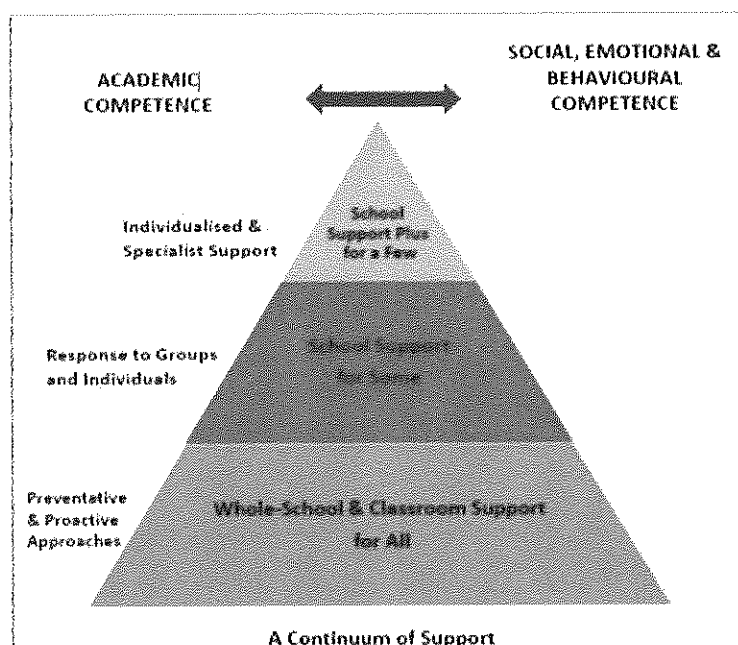 ACADEMIC
COMPETENCE
SOCIAL, EMOTIONAL &
BEHAVIOURAL
COMPETENCE
Individualised &
Specialist Support
School
Support Plus
for a Few
Response to Groups
and Individuals
School Support
for Some
Preventative
& Proactive
Approaches
Whole-School & Classroom Support
for All
A Continuum of Support